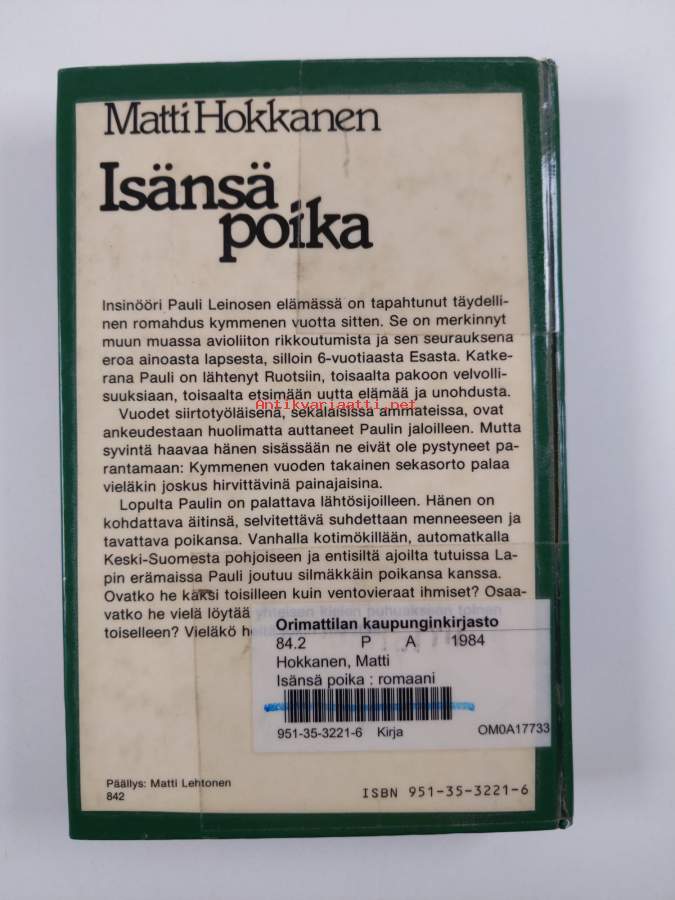 Matti Hokkanen
Isänsä
poika
Insinööri Pauli Leinosen elämässä on tapahtunut täydelli-
nen romahdus kymmenen vuotta sitten. Se on merkinnyt
muun muassa avioliiton rikkoutumista ja sen seurauksena
eroa ainoasta lapsesta, silloin 6-vuotiaasta Esasta. Katke-
rana Pauli on lähtenyt Ruotsiin, toisaalta pakoon velvolli-
suuksiaan, toisaalta etsimään uutta elämää ja unohdusta.
Antikvariaatti.net
Vuodet siirtotyöläisenä, sekalaisissa ammateissa, ovat
ankeudestaan huolimatta auttaneet Paulin jaloilleen. Mutta
syvintä haavaa hänen sisässään ne eivät ole pystyneet pa-
rantamaan: Kymmenen vuoden takainen sekasorto palaa
vieläkin joskus hirvittävinä painajaisina.
Lopulta Paulin on palattava lähtösijoilleen. Hänen on
kohdattava äitinsä, selvitettävä suhdettaan menneeseen ja
tavattava poikansa. Vanhalla kotimökillään, automatkalla
Keski-Suomesta pohjoiseen ja entisiltä ajoilta tutuissa La-
pin erämaissa Pauli joutuu silmäkkäin poikansa kanssa.
Ovatko he kaksi toisilleen kuin ventovieraat ihmiset? Osaa-
vatko he vielä löytää yhteisen kielen puhuakseen toinen
toiselleen? Vieläkö
Orimattilan kaupunginkirjasto
84.2 P A 1984
Hokkanen, Matti
Isänsä poika : romaani
951-35-3221-6 Kirja OM0A17733
Päällys: Matti Lehtonen
842
ISBN 951-35-3221-6